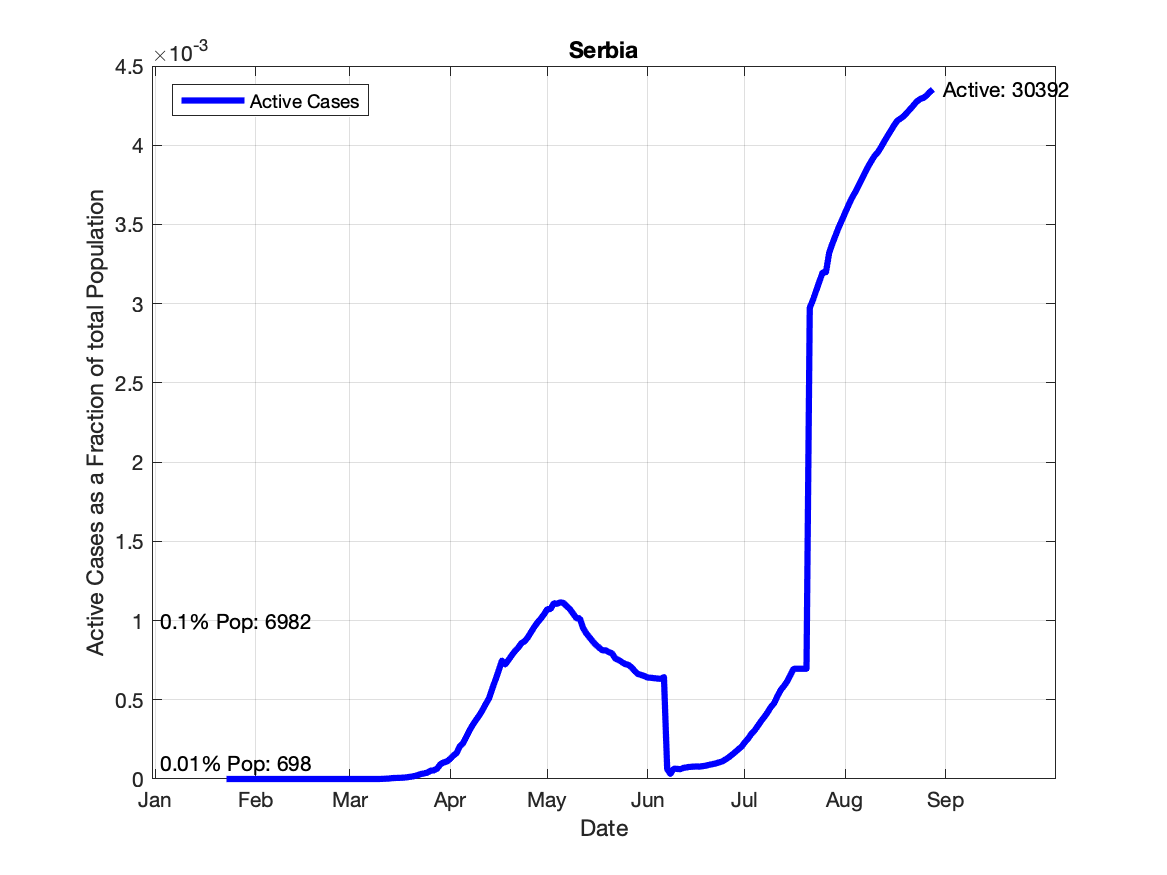 Serbia
×10-3
4.5
4
3.5
3
2.5
2
1.5
1
0.5
0
Active Cases as a Fraction of total Population
Active Cases
Active: 30392
0.1% Pop: 6982
0.01% Pop: 698
Jan Feb Mar Apr May Jun Jul Aug Sep
Date